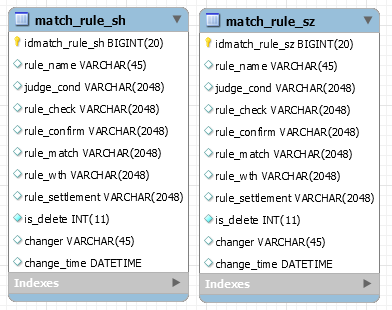 match_rule_sh
idmatch_rule_sh BIGINT(20)
rule_name VARCHAR(45)
judge_cond VARCHAR(2048)
rule_check VARCHAR(2048)
rule_confirm VARCHAR(2048)
rule_match VARCHAR(2048)
rule_wth VARCHAR(2048)
rule_settlement VARCHAR(2048)
is_delete INT(11)
changer VARCHAR(45)
change_time DATETIME
Indexes
match_rule_sz
idmatch_rule_sz BIGINT(20)
rule_name VARCHAR(45)
judge_cond VARCHAR(2048)
rule_check VARCHAR(2048)
rule_confirm VARCHAR(2048)
rule_match VARCHAR(2048)
rule_wth VARCHAR(2048)
rule_settlement VARCHAR(2048)
is_delete INT(11)
changer VARCHAR(45)
change_time DATETIME
Indexes